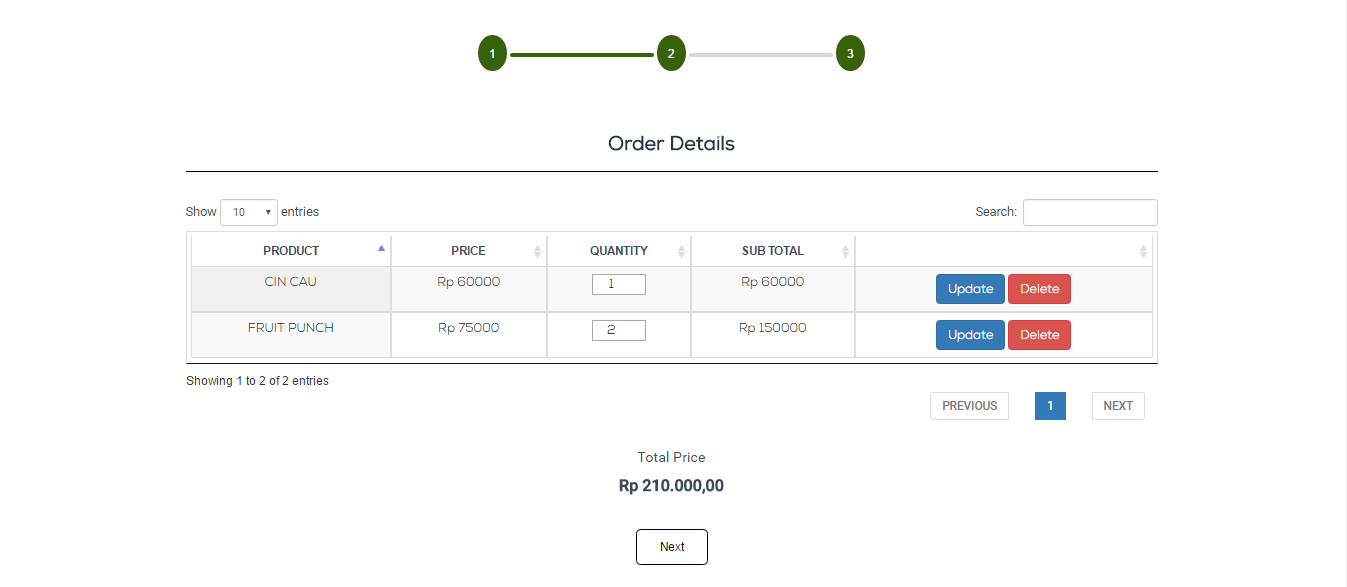 1 2 3
Order Details
Show 10 entries Search:
PRODUCT PRICE QUANTITY SUB TOTAL
CIN CAU Rp 60000 1 Rp 60000 Update Delete
FRUIT PUNCH Rp 75000 2 Rp 150000 Update Delete
Showing 1 to 2 of 2 entries
PREVIOUS 1 NEXT
Total Price
Rp 210.000,00
Next